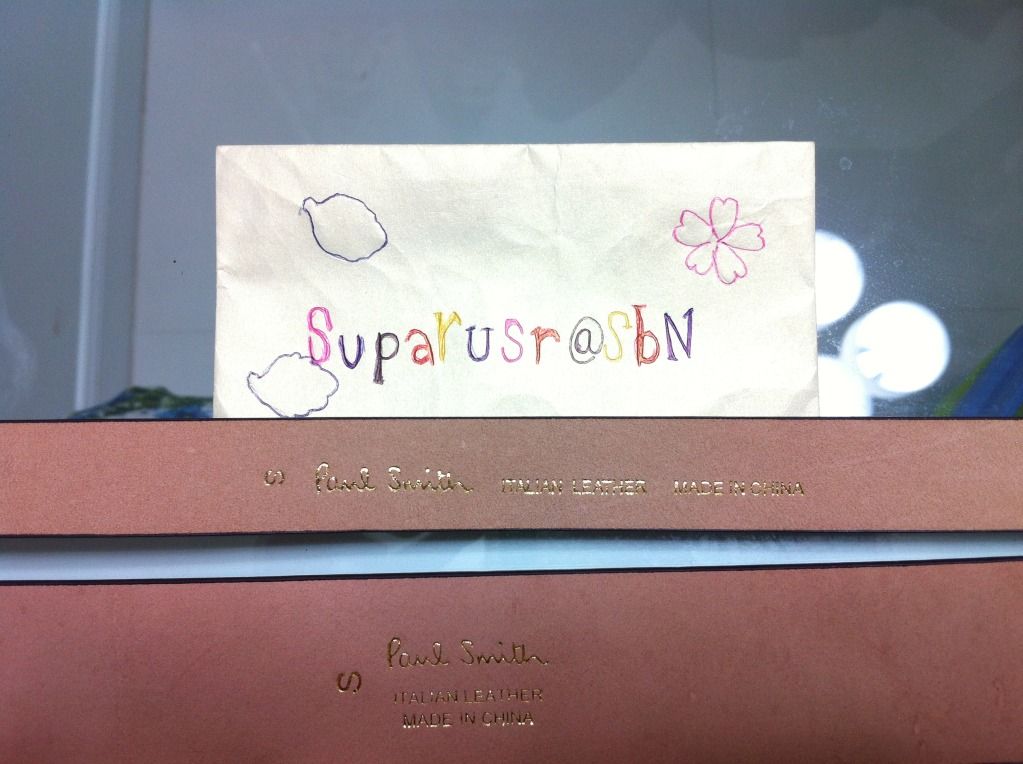 Suparusr@SbN
S Paul Smith ITALIAN LEATHER MADE IN CHINA
Paul Smith
S
ITALIAN LEATHER
MADE IN CHINA